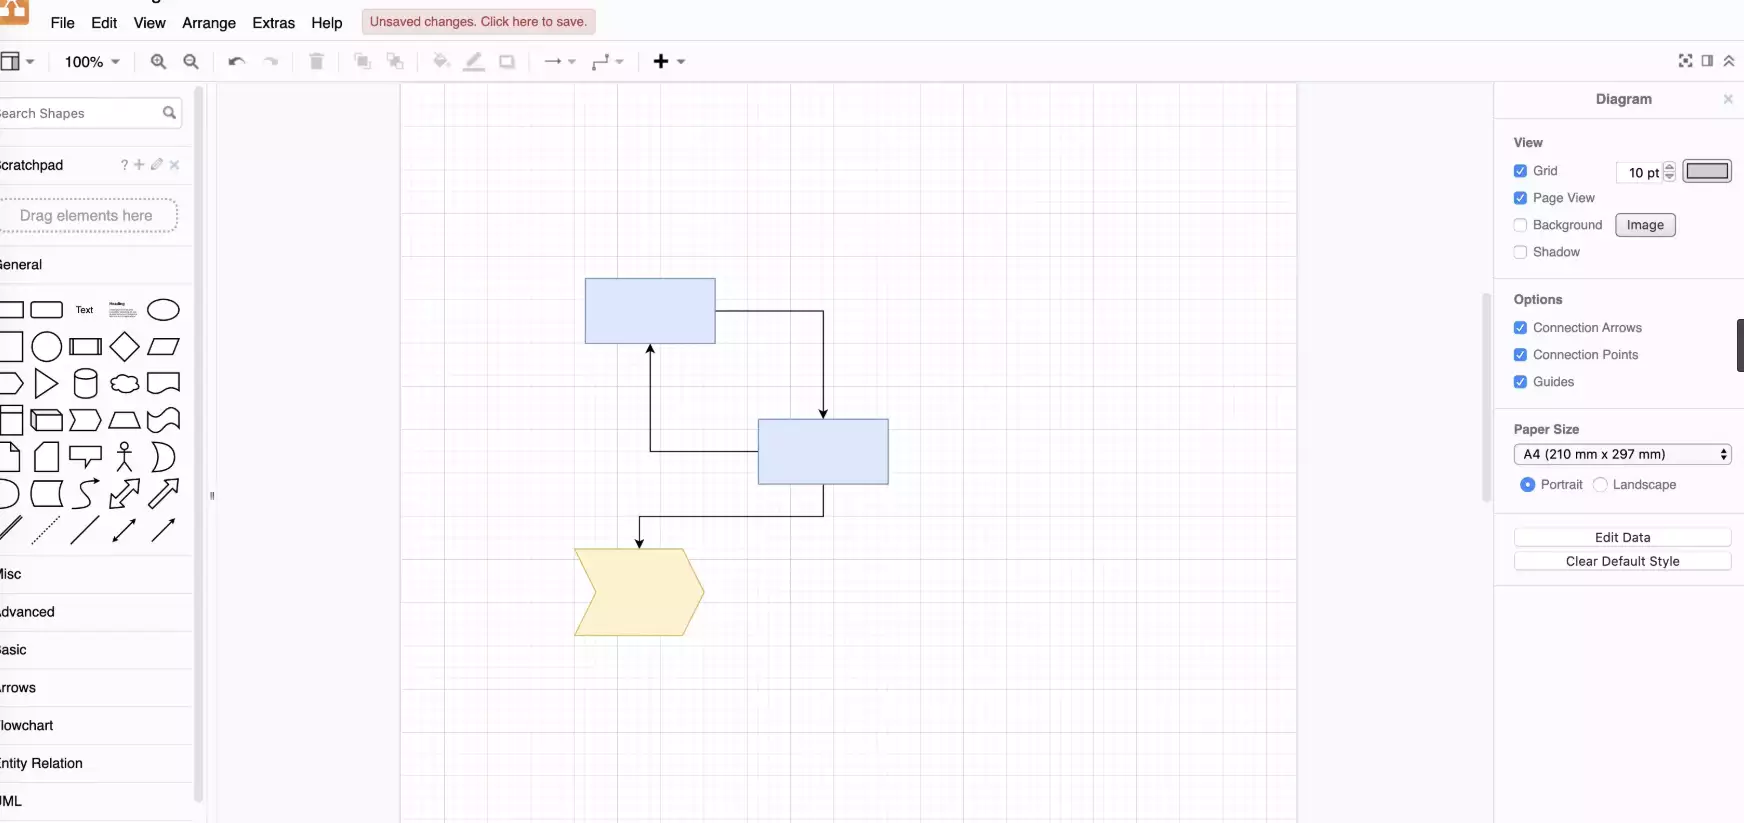 File Edit View Arrange Extras Help Unsaved changes. Click here to save.
100%
earch Shapes
Diagram
View
cratchpad ?
Grid 10 pt
Page View
Drag elements here
Background Image
Shadow
General
Options
Text Heading
Connection Arrows
Connection Points
Guides
Paper Size
A4 (210 mm x 297 mm)
Portrait Landscape
Edit Data
Clear Default Style
Misc
dvanced
asic
rrows
lowchart
ntity Relation
UML